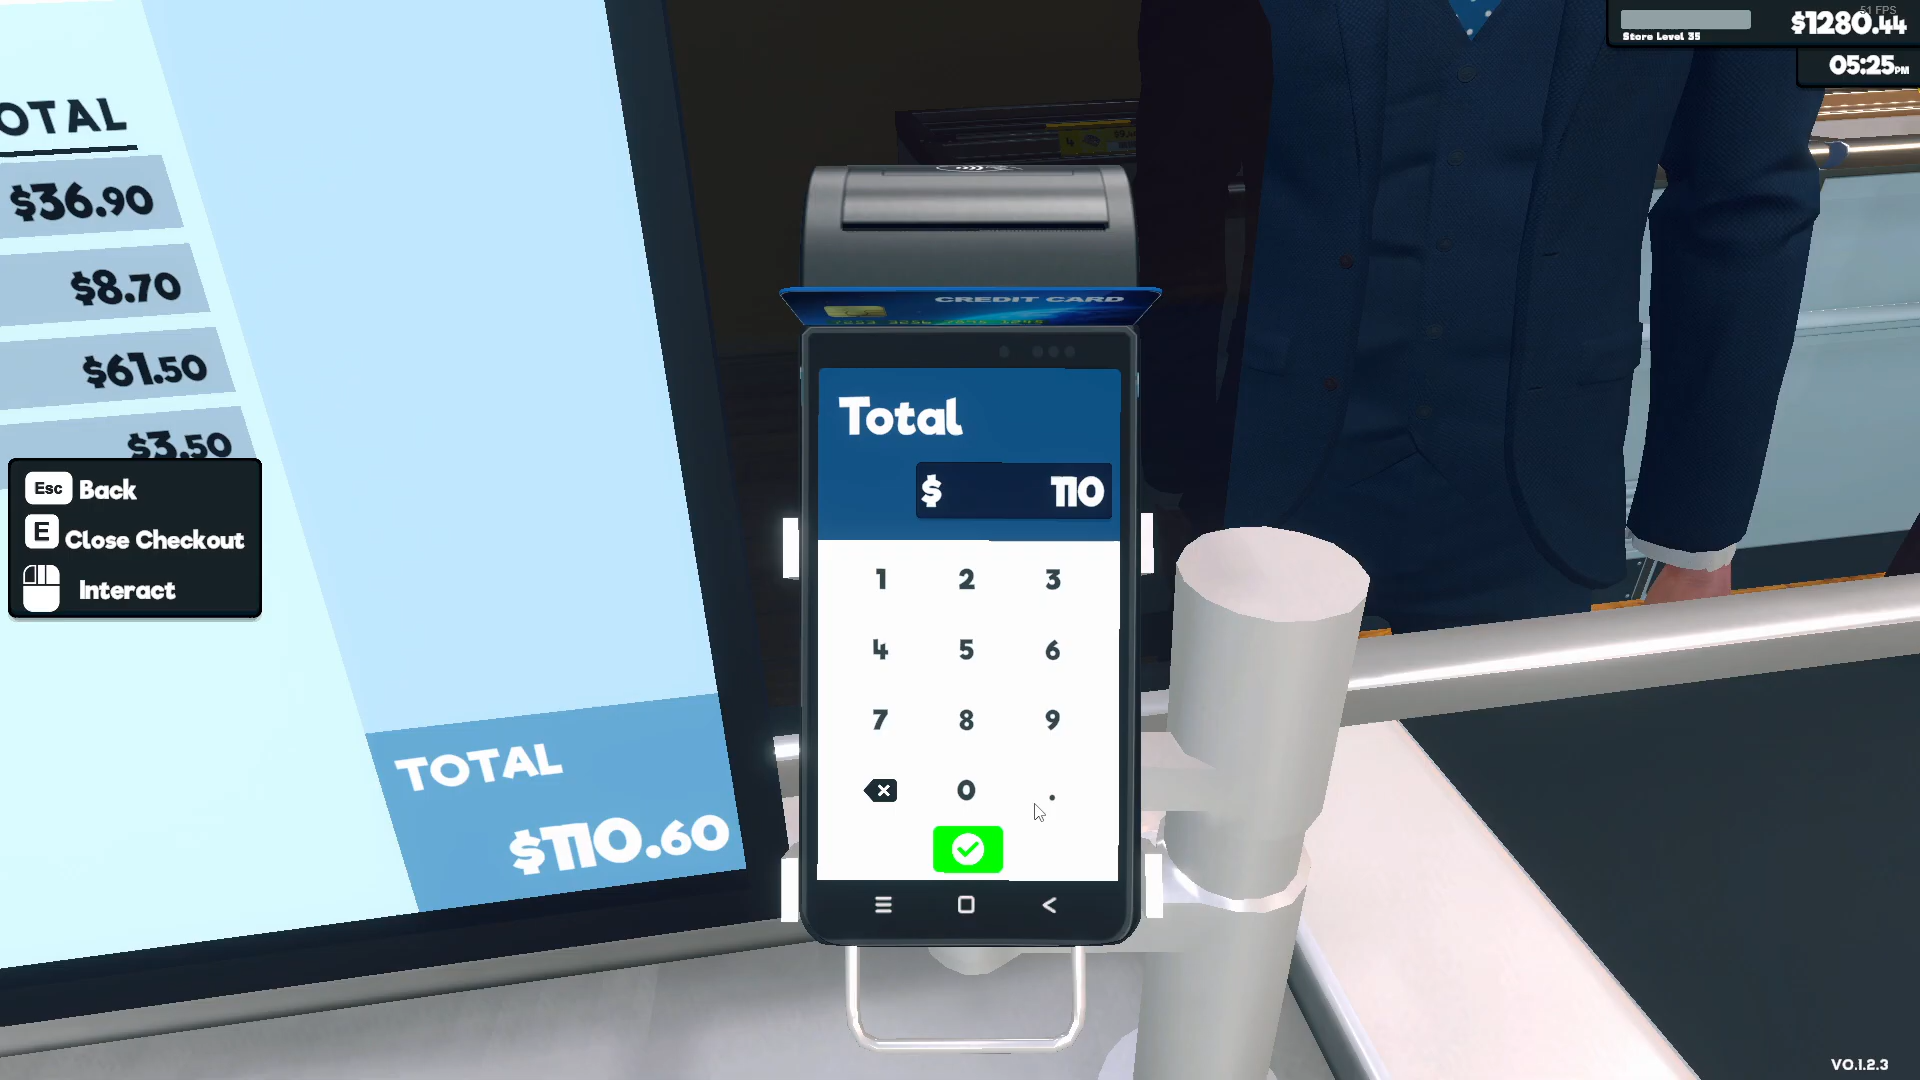 51 FPS
$1280.44
Store Level 35
05:25PM
OTAL
$36.90
$8.70
$61.50
$3.50
CREDIT CARD
Total
$ 110
Esc Back
E Close Checkout
Interact
1 2 3
4 5 6
7 8 9
0 .
TOTAL
$110.60
V0.1.2.3